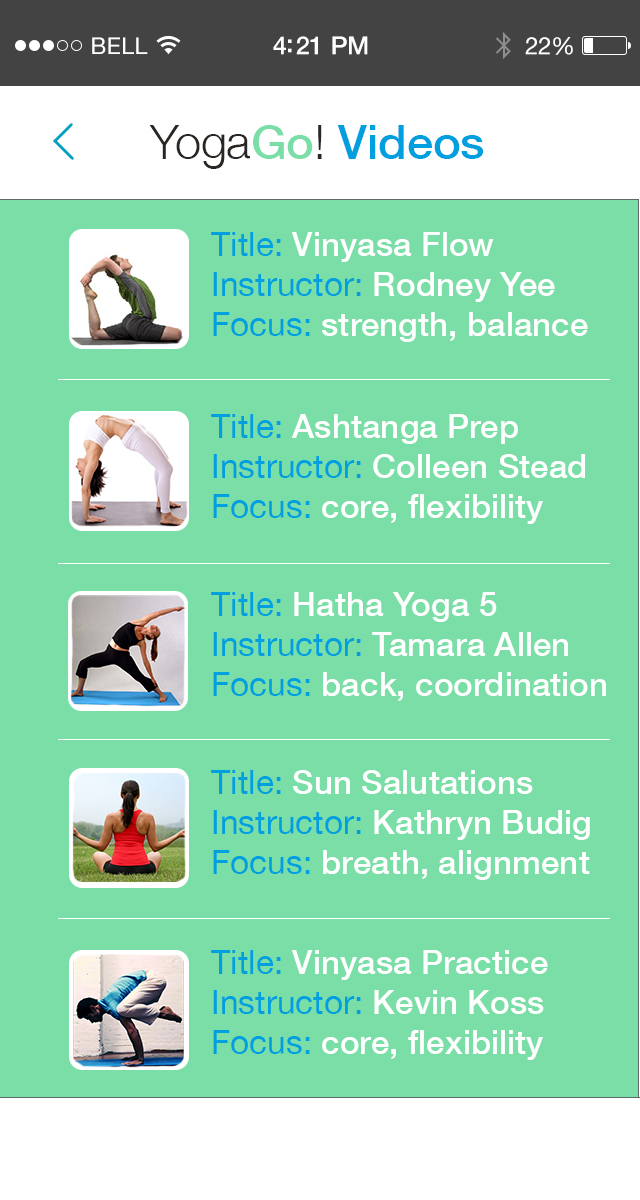 BELL 4:21 PM 22%
YogaGo! Videos
Title: Vinyasa Flow
Instructor: Rodney Yee
Focus: strength, balance
Title: Ashtanga Prep
Instructor: Colleen Stead
Focus: core, flexibility
Title: Hatha Yoga 5
Instructor: Tamara Allen
Focus: back, coordination
Title: Sun Salutations
Instructor: Kathryn Budig
Focus: breath, alignment
Title: Vinyasa Practice
Instructor: Kevin Koss
Focus: core, flexibility